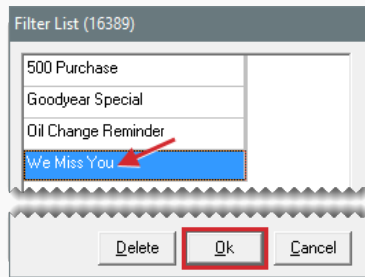 Filter List (16389)
500 Purchase
Goodyear Special
Oil Change Reminder
We Miss You
Delete Ok Cancel